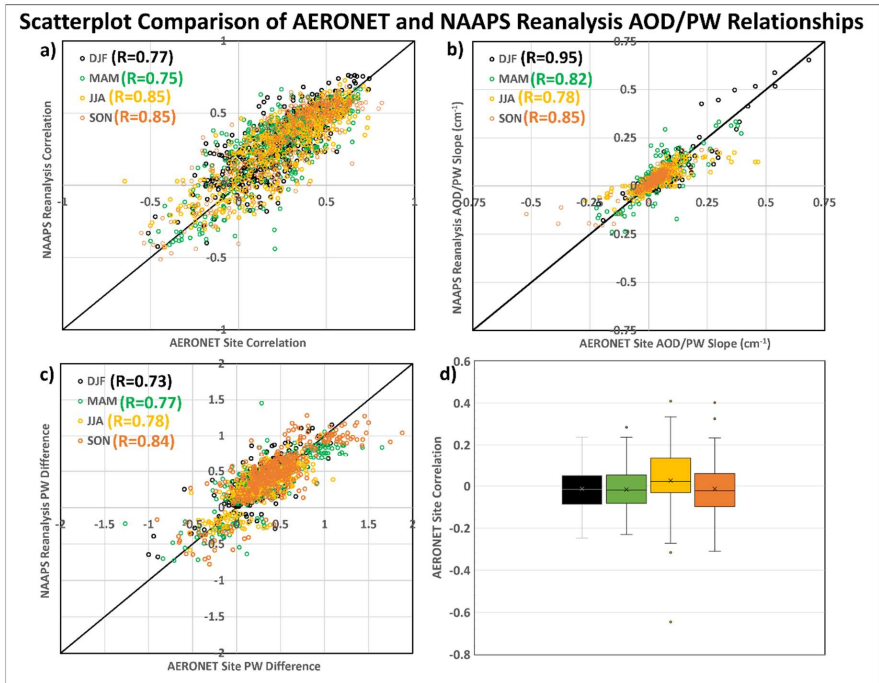 Scatterplot Comparison of AERONET and NAAPS Reanalysis AOD/PW Relationships
a)
1
DJF (R=0.77)
MAM (R=0.75)
JJA (R=0.85)
SON (R=0.85)
0.5
-1
-0.5
0
0.5
1
-0.5
-1
NAAPS Reanalysis Correlation
AERONET Site Correlation
b)
0.75
DJF (R=0.95)
MAM (R=0.82)
JJA (R=0.78)
SON (R=0.85)
0.5
0.25
-0.75
-0.5
-0.25
0.0
0.25
0.5
0.75
-0.25
-0.5
-0.75
NAAPS Reanalysis AOD/PW Slope (cm⁻¹)
AERONET Site AOD/PW Slope (cm⁻¹)
c)
2
DJF (R=0.73)
MAM (R=0.77)
JJA (R=0.78)
SON (R=0.84)
1.5
1
0.5
-2
-1.5
-1
-0.5
0
0.5
1
1.5
2
-0.5
-1
-1.5
-2
NAAPS Reanalysis PW Difference
AERONET Site PW Difference
d)
0.6
0.4
0.2
0
-0.2
-0.4
-0.6
-0.8
AERONET Site Correlation